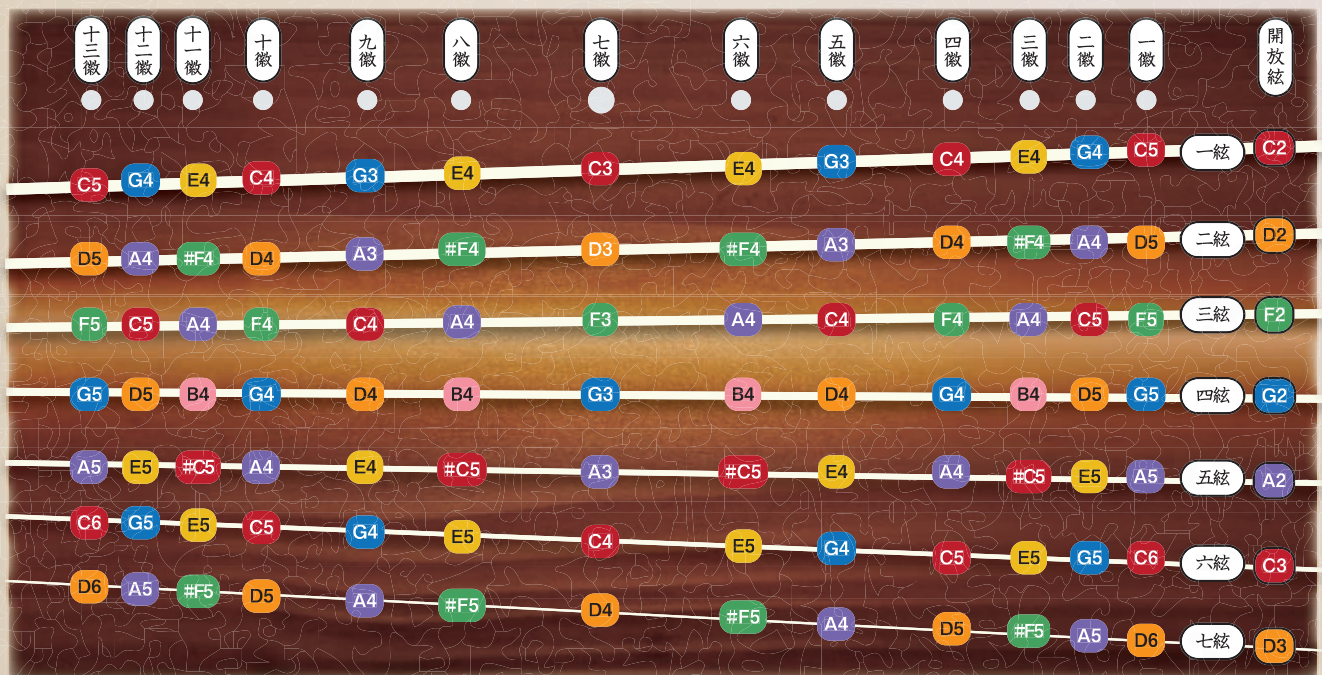 十三徽 十二徽 十一徽 十徽 九徽 八徽 七徽 六徽 五徽 四徽 三徽 二徽 一徽 開放絃
C5 G4 E4 C4 G3 E4 C3 E4 G3 C4 E4 G4 C5 一絃 C2
D5 A4 #F4 D4 A3 #F4 D3 #F4 A3 D4 #F4 A4 D5 二絃 D2
F5 C5 A4 F4 C4 A4 F3 A4 C4 F4 A4 C5 F5 三絃 F2
G5 D5 B4 G4 D4 B4 G3 B4 D4 G4 B4 D5 G5 四絃 G2
A5 E5 #C5 A4 E4 #C5 A3 #C5 E4 A4 #C5 E5 A5 五絃 A2
C6 G5 E5 C5 G4 E5 C4 E5 G4 C5 E5 G5 C6 六絃 C3
D6 A5 #F5 D5 A4 #F5 D4 #F5 A4 D5 #F5 A5 D6 七絃 D3